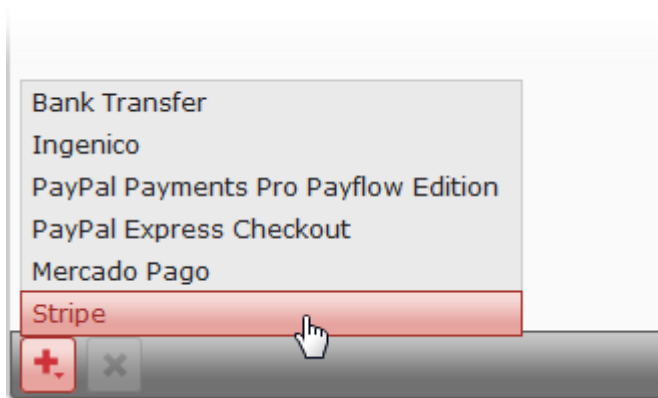 Bank Transfer
Ingenico
PayPal Payments Pro Payflow Edition
PayPal Express Checkout
Mercado Pago
Stripe